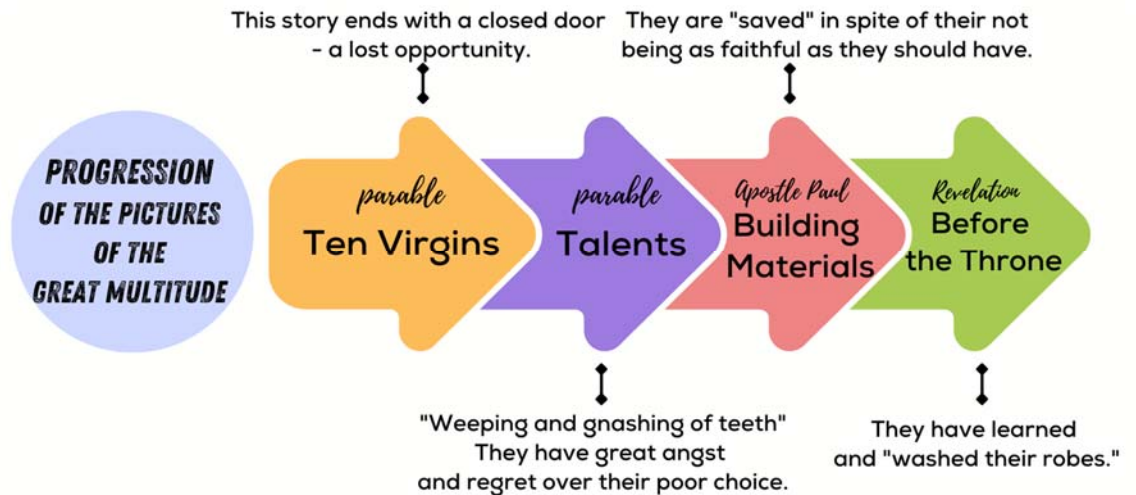 This story ends with a closed door
- a lost opportunity.
They are "saved" in spite of their not
being as faithful as they should have.
PROGRESSION
OF THE PICTURES
OF THE
GREAT MULTITUDE
parable
Ten Virgins
parable
Talents
Apostle Paul
Building
Materials
Revelation
Before
the Throne
"Weeping and gnashing of teeth"
They have great angst
and regret over their poor choice.
They have learned
and "washed their robes."